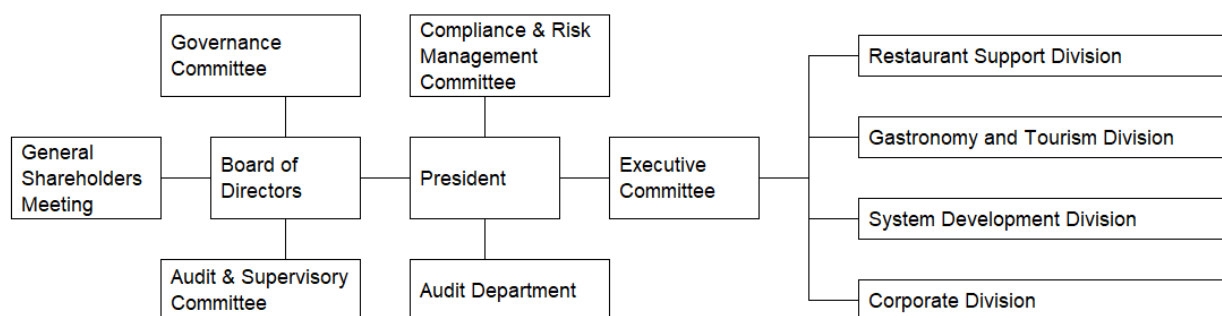 Governance
Committee
Compliance & Risk
Management
Committee
Restaurant Support Division
General
Shareholders
Meeting
Board of
Directors
President
Executive
Committee
Gastronomy and Tourism Division
System Development Division
Audit & Supervisory
Committee
Audit Department
Corporate Division